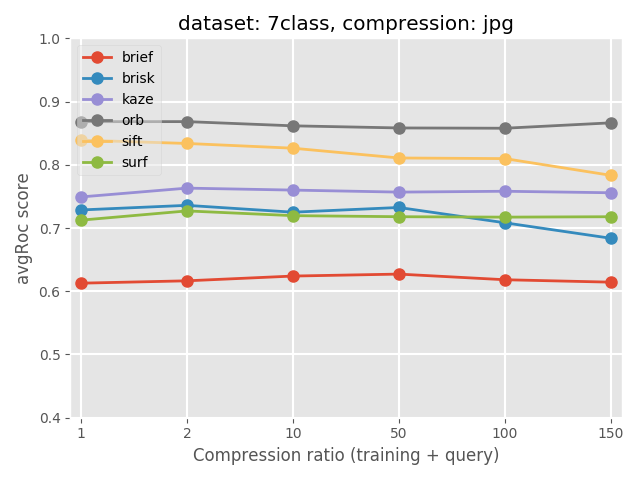 dataset: 7class, compression: jpg
1.0
0.9
0.8
0.7
0.6
0.5
0.4
avgRoc score
brief
brisk
kaze
orb
sift
surf
1 2 10 50 100 150
Compression ratio (training + query)